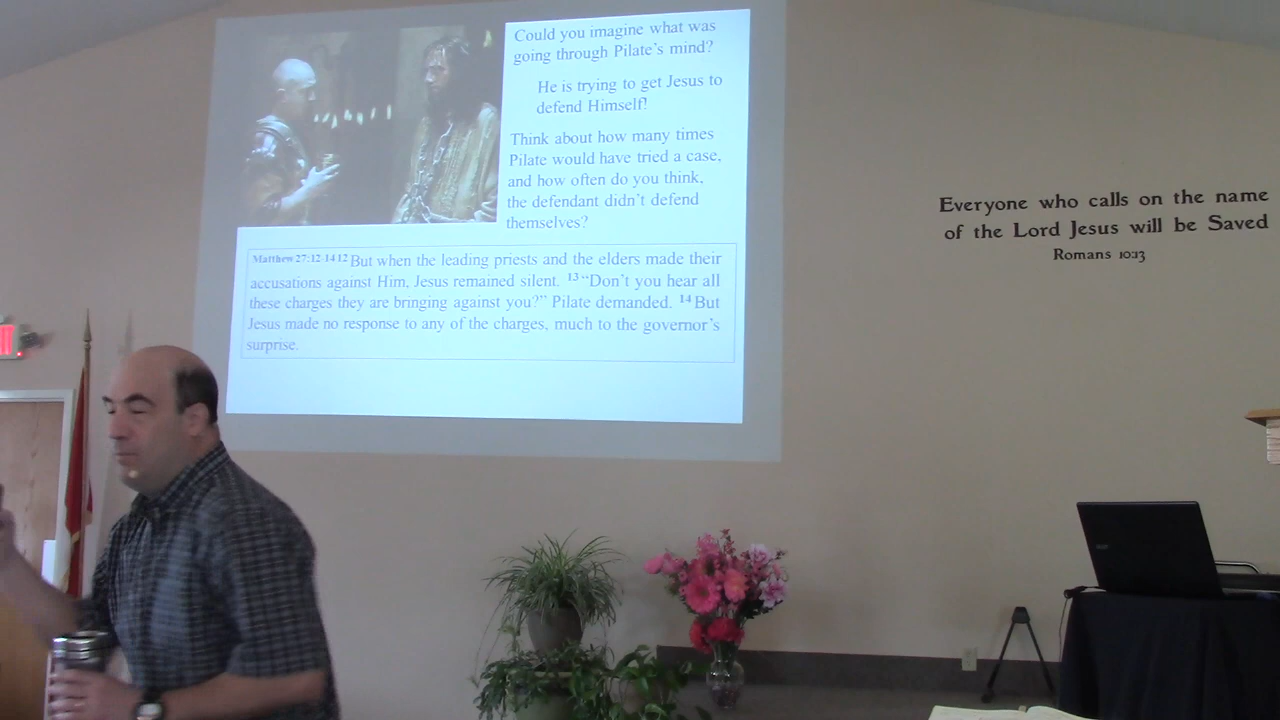 Could you imagine what was
going through Pilate's mind?
He is trying to get Jesus to
defend Himself!
Think about how many times
Pilate would have tried a case,
and how often do you think,
the defendant didn't defend
themselves?
Matthew 27:12-14 12 But when the leading priests and the elders made their
accusations against Him, Jesus remained silent. 13 “Don't you hear all
these charges they are bringing against you?” Pilate demanded. 14 But
Jesus made no response to any of the charges, much to the governor's
surprise.
Everyone who calls on the name
of the Lord Jesus will be Saved
Romans 10:13